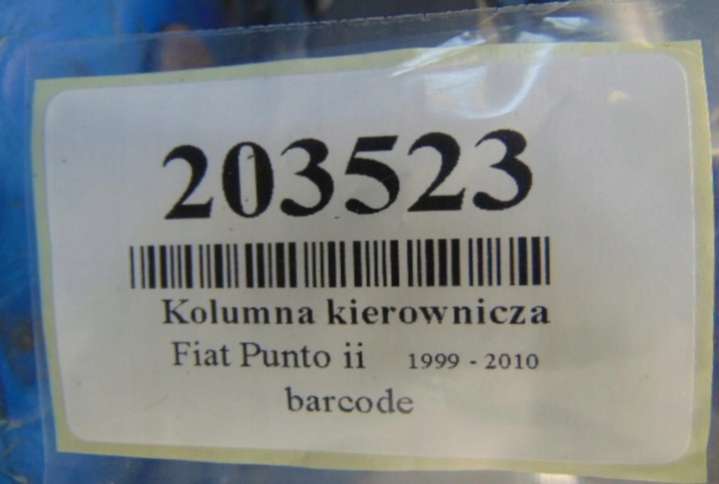 203523
Kolumna kierownicza
Fiat Punto ii 1999 - 2010
barcode